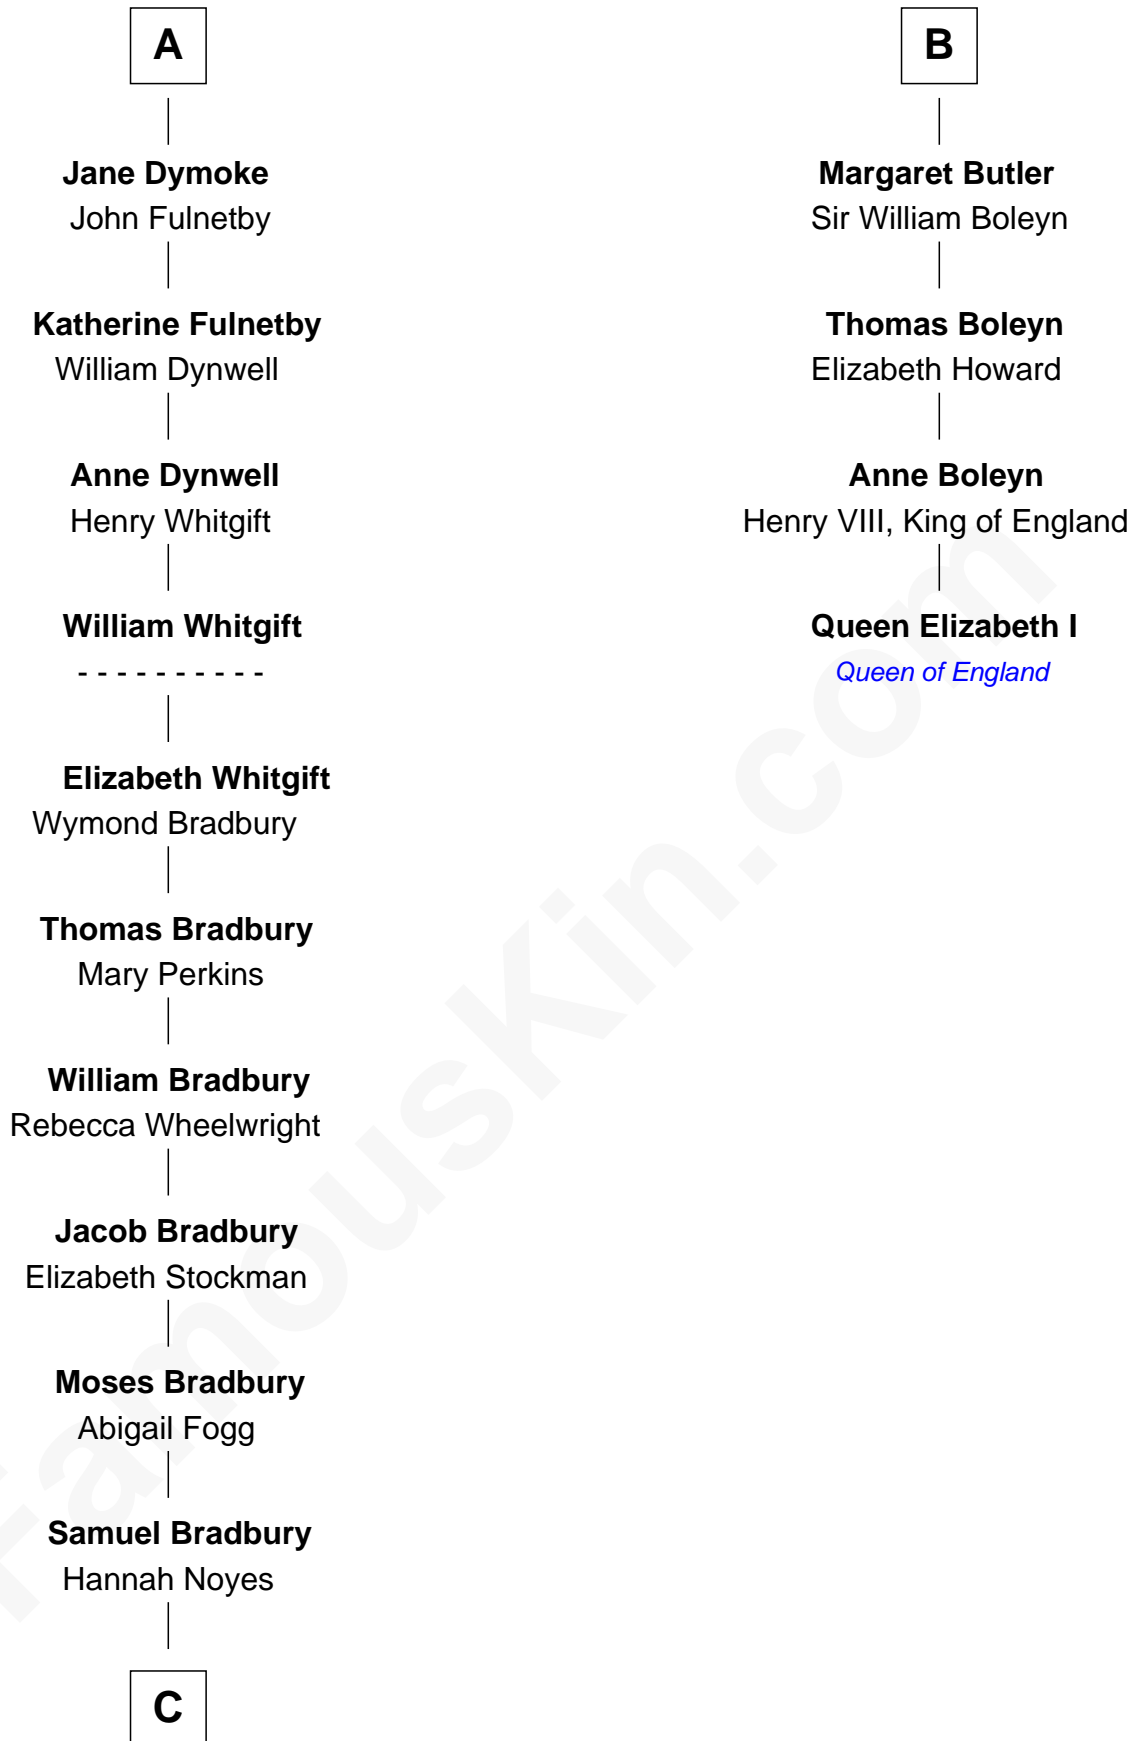 A
Jane Dymoke
John Fulnetby
Katherine Fulnetby
William Dynwell
Anne Dynwell
Henry Whitgift
William Whitgift
- - - - - - - - - -
Elizabeth Whitgift
Wymond Bradbury
Thomas Bradbury
Mary Perkins
William Bradbury
Rebecca Wheelwright
Jacob Bradbury
Elizabeth Stockman
Moses Bradbury
Abigail Fogg
Samuel Bradbury
Hannah Noyes
C
B
Margaret Butler
Sir William Boleyn
Thomas Boleyn
Elizabeth Howard
Anne Boleyn
Henry VIII, King of England
Queen Elizabeth I
Queen of England
FamousKin.com